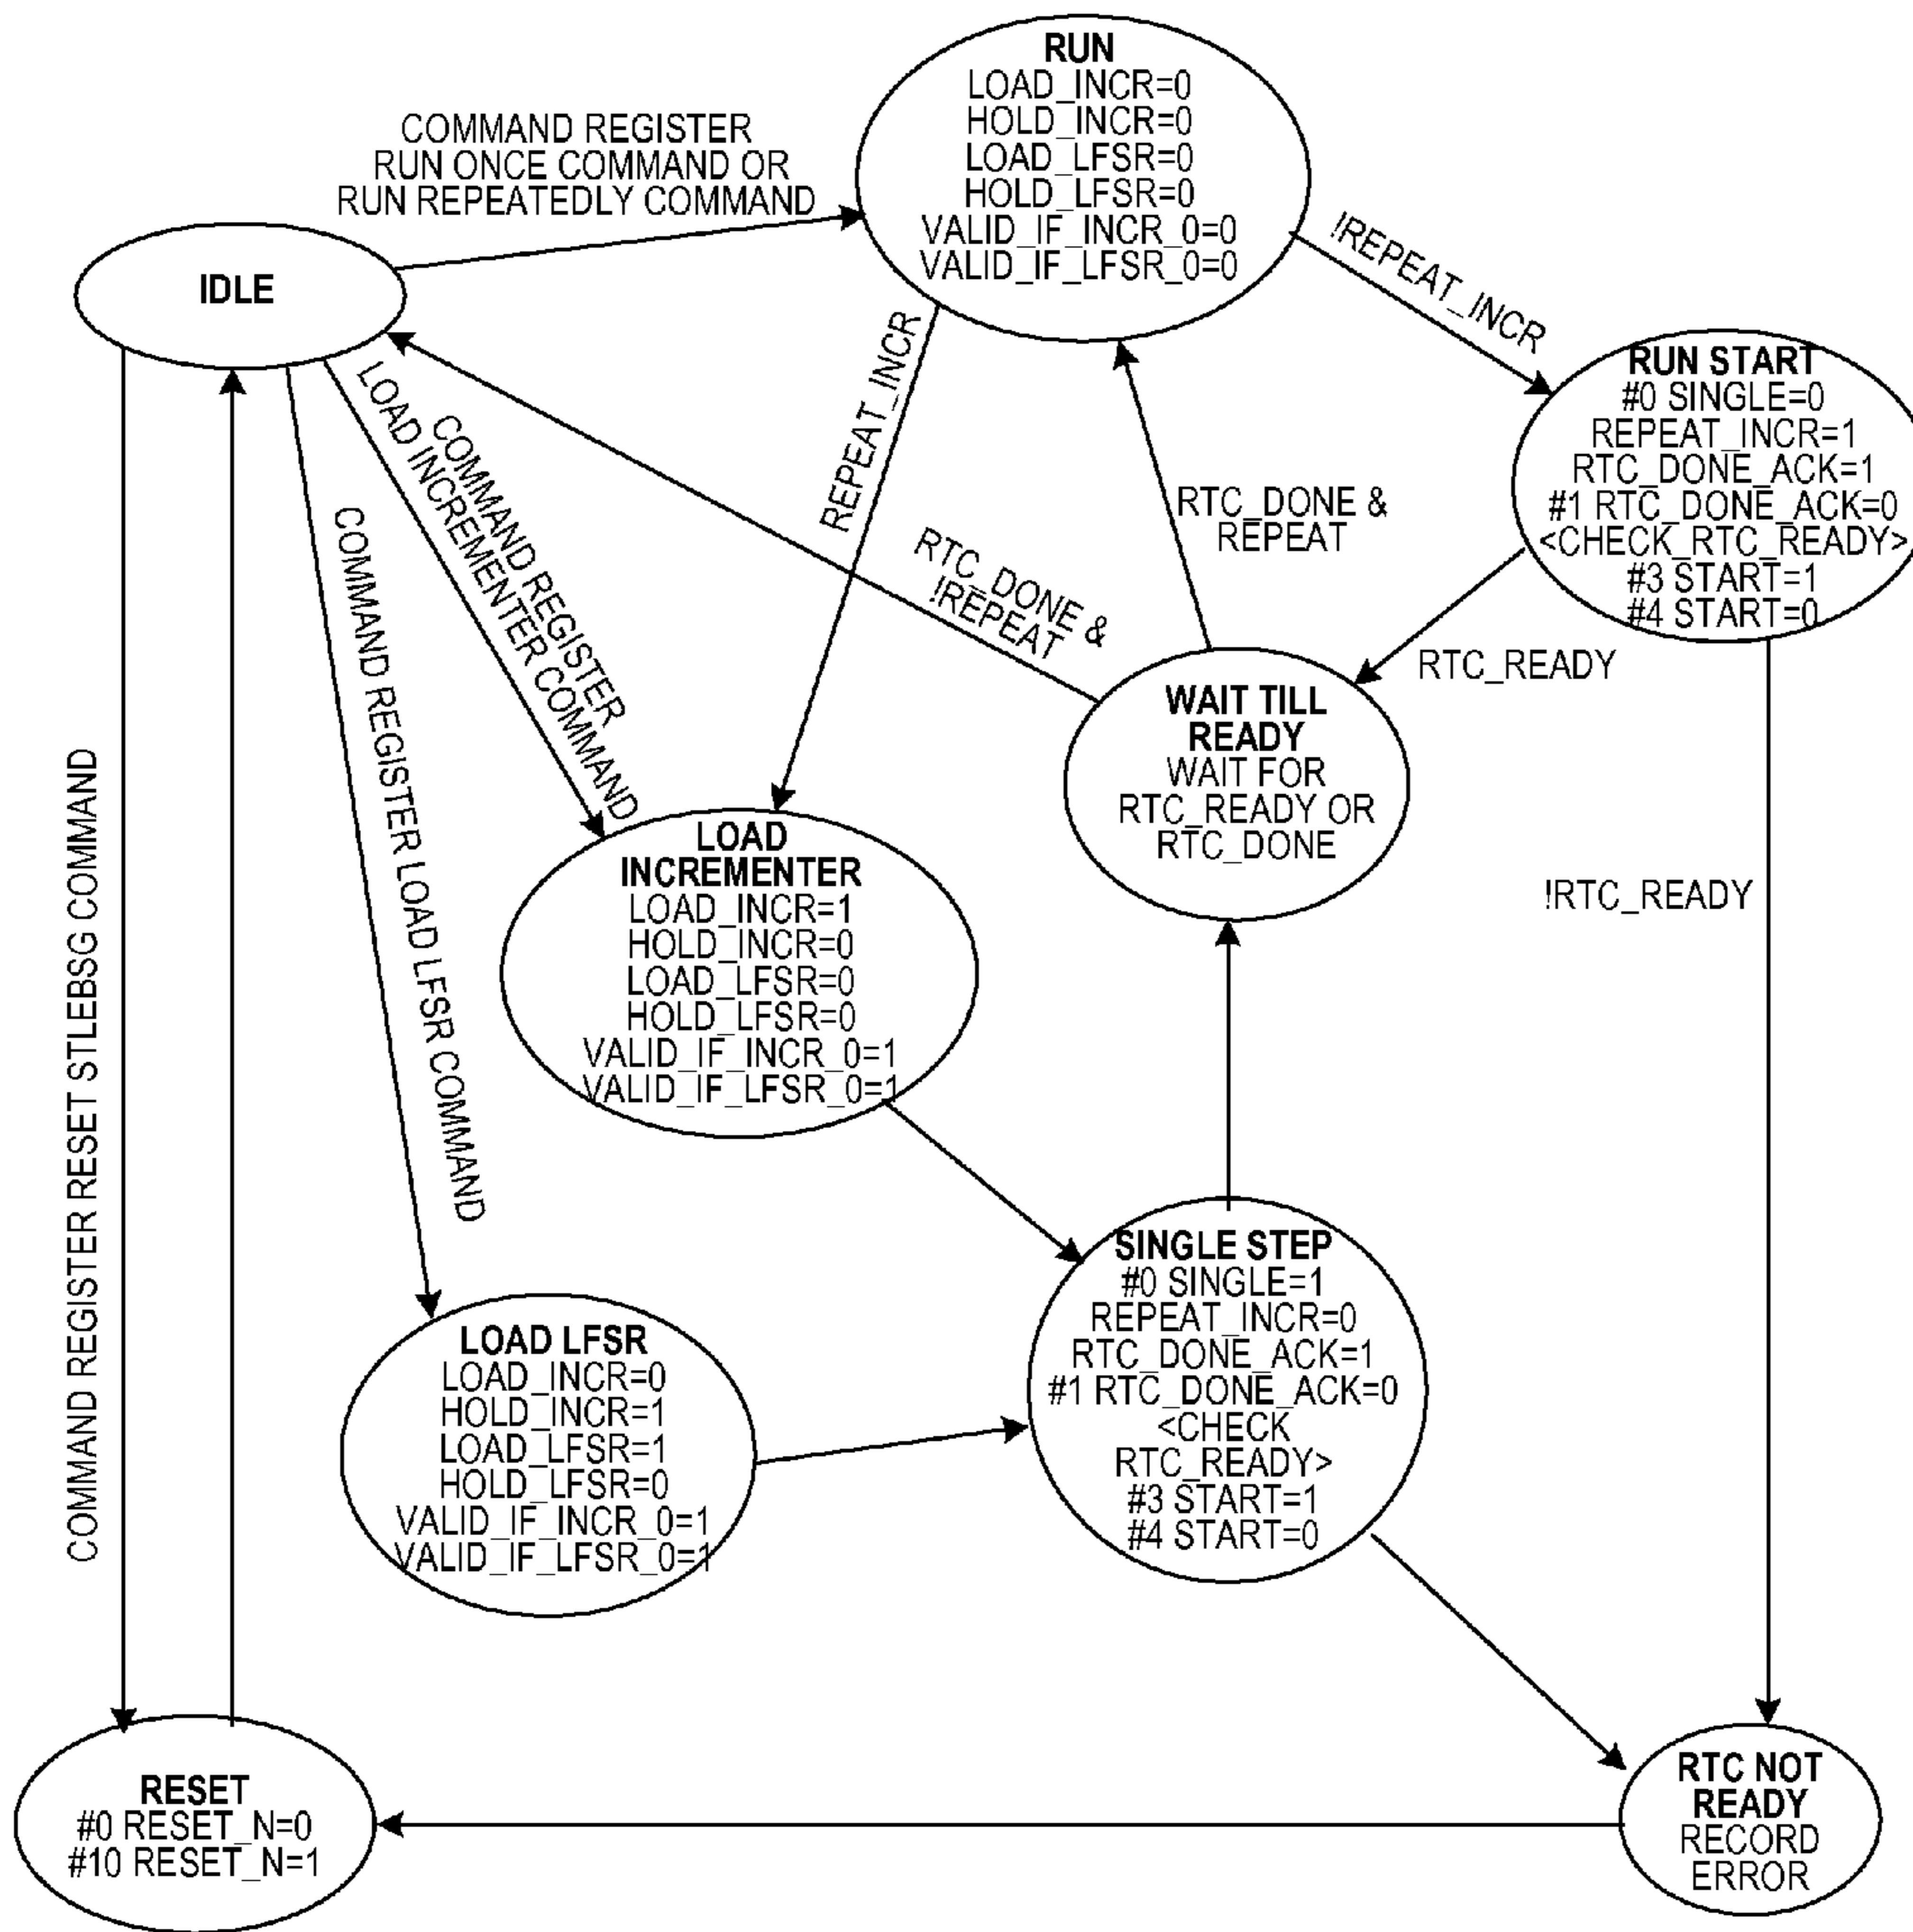 RUN
LOAD_INCR=0
HOLD_INCR=0
LOAD_LFSR=0
HOLD_LFSR=0
VALID_IF_INCR_0=0
VALID_IF_LFSR_0=0
COMMAND REGISTER
RUN ONCE COMMAND OR
RUN REPEATEDLY COMMAND
IDLE
!REPEAT_INCR
RUN START
#0 SINGLE=0
REPEAT_INCR=1
RTC_DONE_ACK=1
#1 RTC_DONE_ACK=0
<CHECK_RTC_READY>
#3 START=1
#4 START=0
REPEAT_INCR
COMMAND REGISTER
LOAD INCREMENTER COMMAND
COMMAND REGISTER LOAD LFSR COMMAND
RTC_DONE &
REPEAT
RTC_DONE &
!REPEAT
RTC_READY
WAIT TILL
READY
WAIT FOR
RTC_READY OR
RTC_DONE
!RTC_READY
COMMAND REGISTER RESET STLEBSG COMMAND
LOAD
INCREMENTER
LOAD_INCR=1
HOLD_INCR=0
LOAD_LFSR=0
HOLD_LFSR=0
VALID_IF_INCR_0=1
VALID_IF_LFSR_0=1
SINGLE STEP
#0 SINGLE=1
REPEAT_INCR=0
RTC_DONE_ACK=1
#1 RTC_DONE_ACK=0
<CHECK
RTC_READY>
#3 START=1
#4 START=0
LOAD LFSR
LOAD_INCR=0
HOLD_INCR=1
LOAD_LFSR=1
HOLD_LFSR=0
VALID_IF_INCR_0=1
VALID_IF_LFSR_0=1
RESET
#0 RESET_N=0
#10 RESET_N=1
RTC NOT
READY
RECORD
ERROR